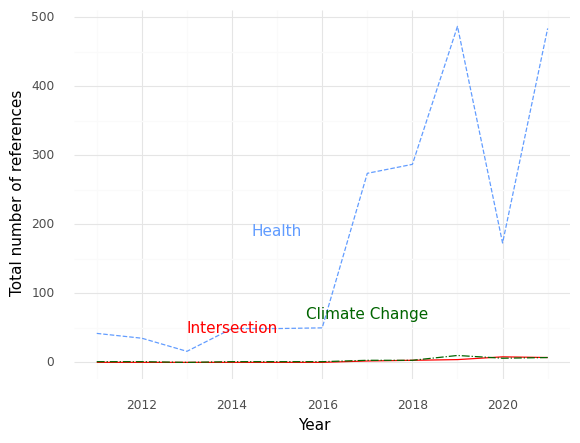 500
400
300
200
100
0
Total number of references
Health
Climate Change
Intersection
2012 2014 2016 2018 2020
Year